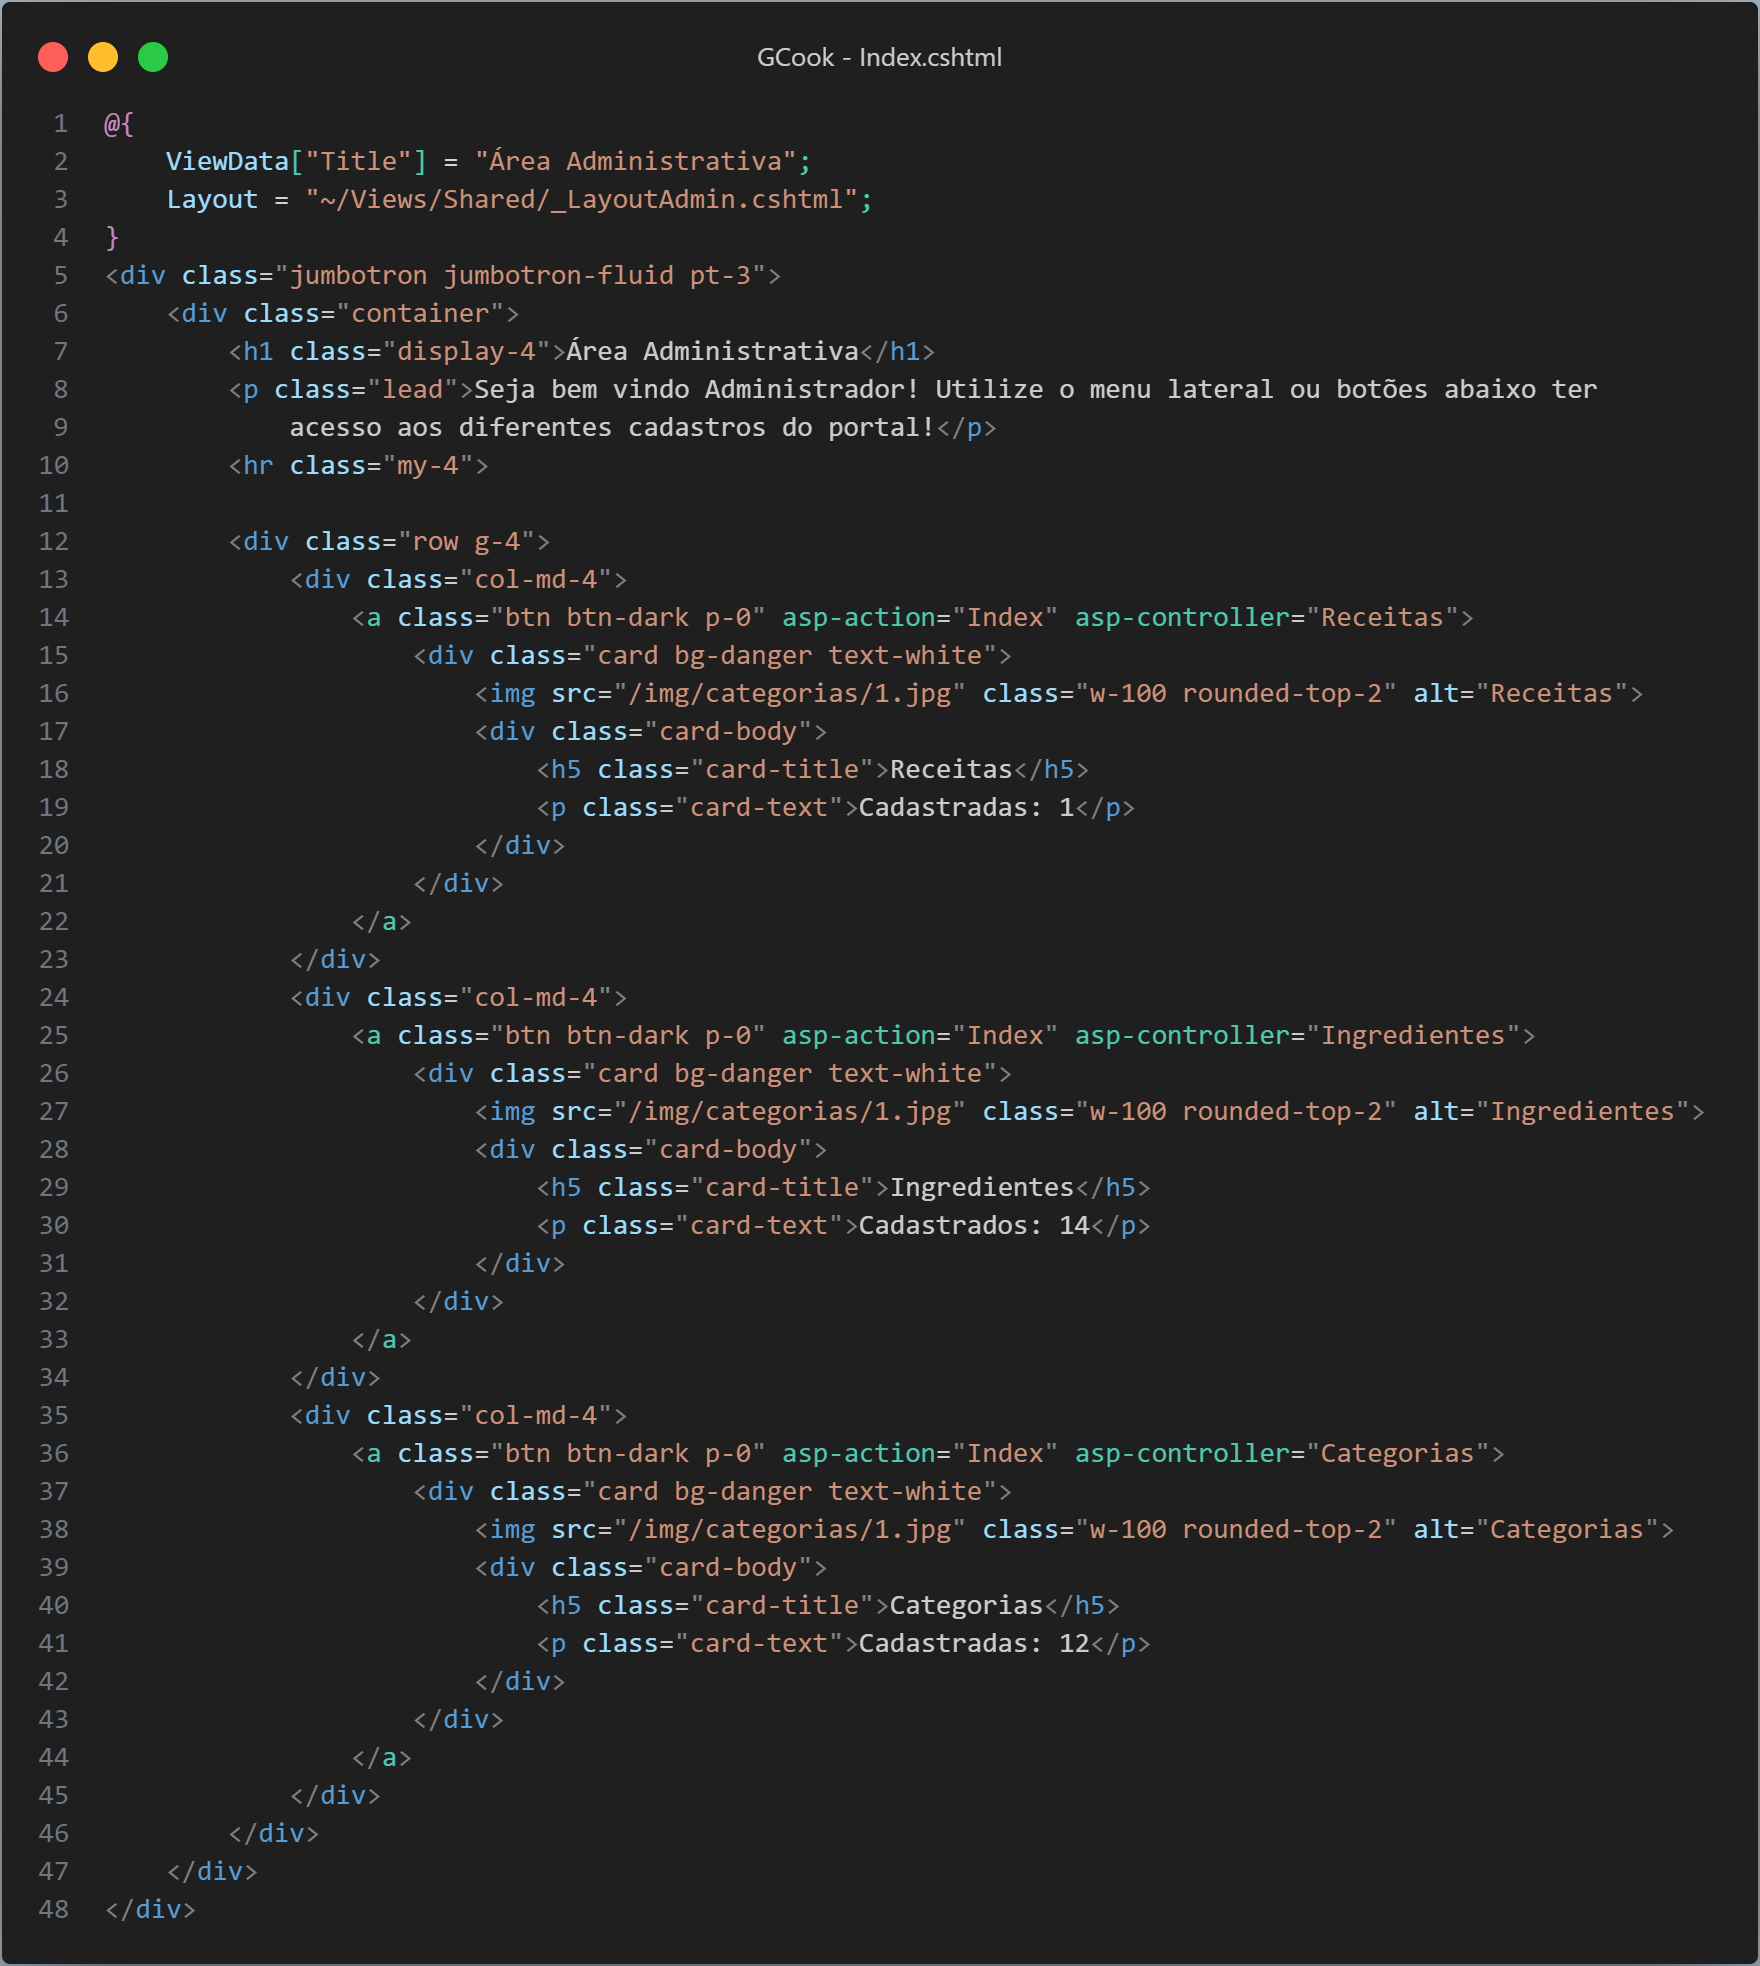 GCook - Index.cshtml
1 @{
2     ViewData["Title"] = "Área Administrativa";
3     Layout = "~/Views/Shared/_LayoutAdmin.cshtml";
4 }
5 <div class="jumbotron jumbotron-fluid pt-3">
6     <div class="container">
7         <h1 class="display-4">Área Administrativa</h1>
8         <p class="lead">Seja bem vindo Administrador! Utilize o menu lateral ou botões abaixo ter
9             acesso aos diferentes cadastros do portal!</p>
10         <hr class="my-4">
11
12         <div class="row g-4">
13             <div class="col-md-4">
14                 <a class="btn btn-dark p-0" asp-action="Index" asp-controller="Receitas">
15                     <div class="card bg-danger text-white">
16                         <img src="/img/categorias/1.jpg" class="w-100 rounded-top-2" alt="Receitas">
17                         <div class="card-body">
18                             <h5 class="card-title">Receitas</h5>
19                             <p class="card-text">Cadastradas: 1</p>
20                         </div>
21                     </div>
22                 </a>
23             </div>
24             <div class="col-md-4">
25                 <a class="btn btn-dark p-0" asp-action="Index" asp-controller="Ingredientes">
26                     <div class="card bg-danger text-white">
27                         <img src="/img/categorias/1.jpg" class="w-100 rounded-top-2" alt="Ingredientes">
28                         <div class="card-body">
29                             <h5 class="card-title">Ingredientes</h5>
30                             <p class="card-text">Cadastrados: 14</p>
31                         </div>
32                     </div>
33                 </a>
34             </div>
35             <div class="col-md-4">
36                 <a class="btn btn-dark p-0" asp-action="Index" asp-controller="Categorias">
37                     <div class="card bg-danger text-white">
38                         <img src="/img/categorias/1.jpg" class="w-100 rounded-top-2" alt="Categorias">
39                         <div class="card-body">
40                             <h5 class="card-title">Categorias</h5>
41                             <p class="card-text">Cadastradas: 12</p>
42                         </div>
43                     </div>
44                 </a>
45             </div>
46         </div>
47     </div>
48 </div>